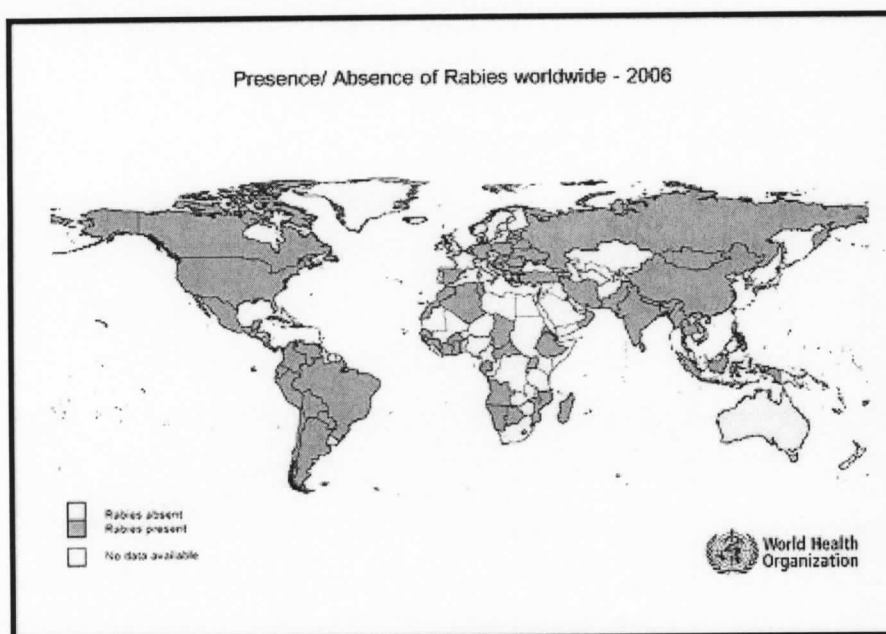 Presence/ Absence of Rabies worldwide - 2006
Rabies absent
Rabies present
No data available
World Health
Organization